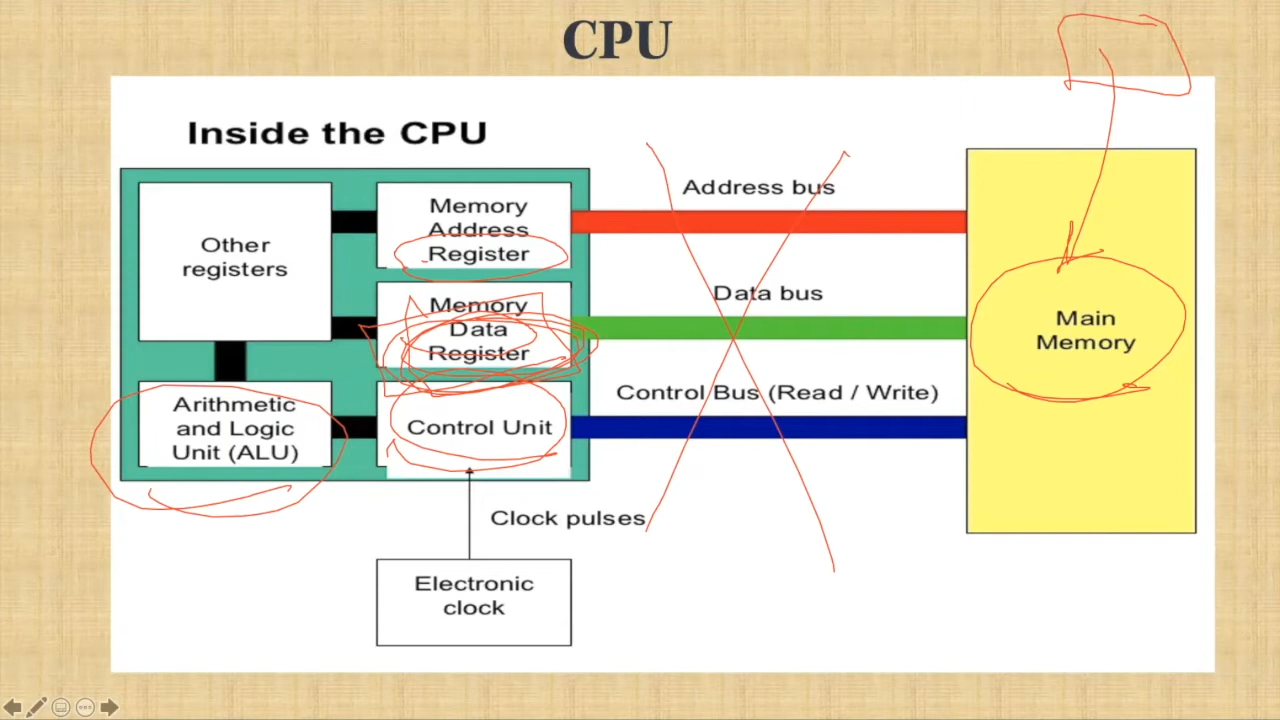 CPU
Inside the CPU
Other
registers
Memory
Address
Register
Address bus
Memory
Data
Register
Data bus
Main
Memory
Arithmetic
and Logic
Unit (ALU)
Control Unit
Control Bus (Read / Write)
Clock pulses
Electronic
clock